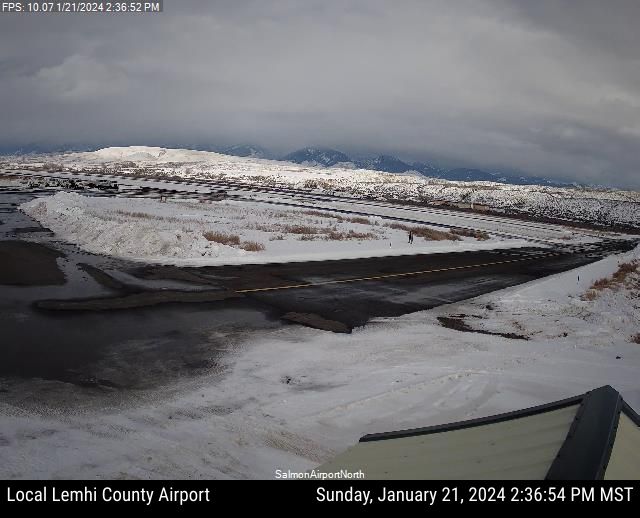 FPS: 10.07 1/21/2024 2:36:52 PM
SalmonAirportNorth
Local Lemhi County Airport Sunday, January 21, 2024 2:36:54 PM MST